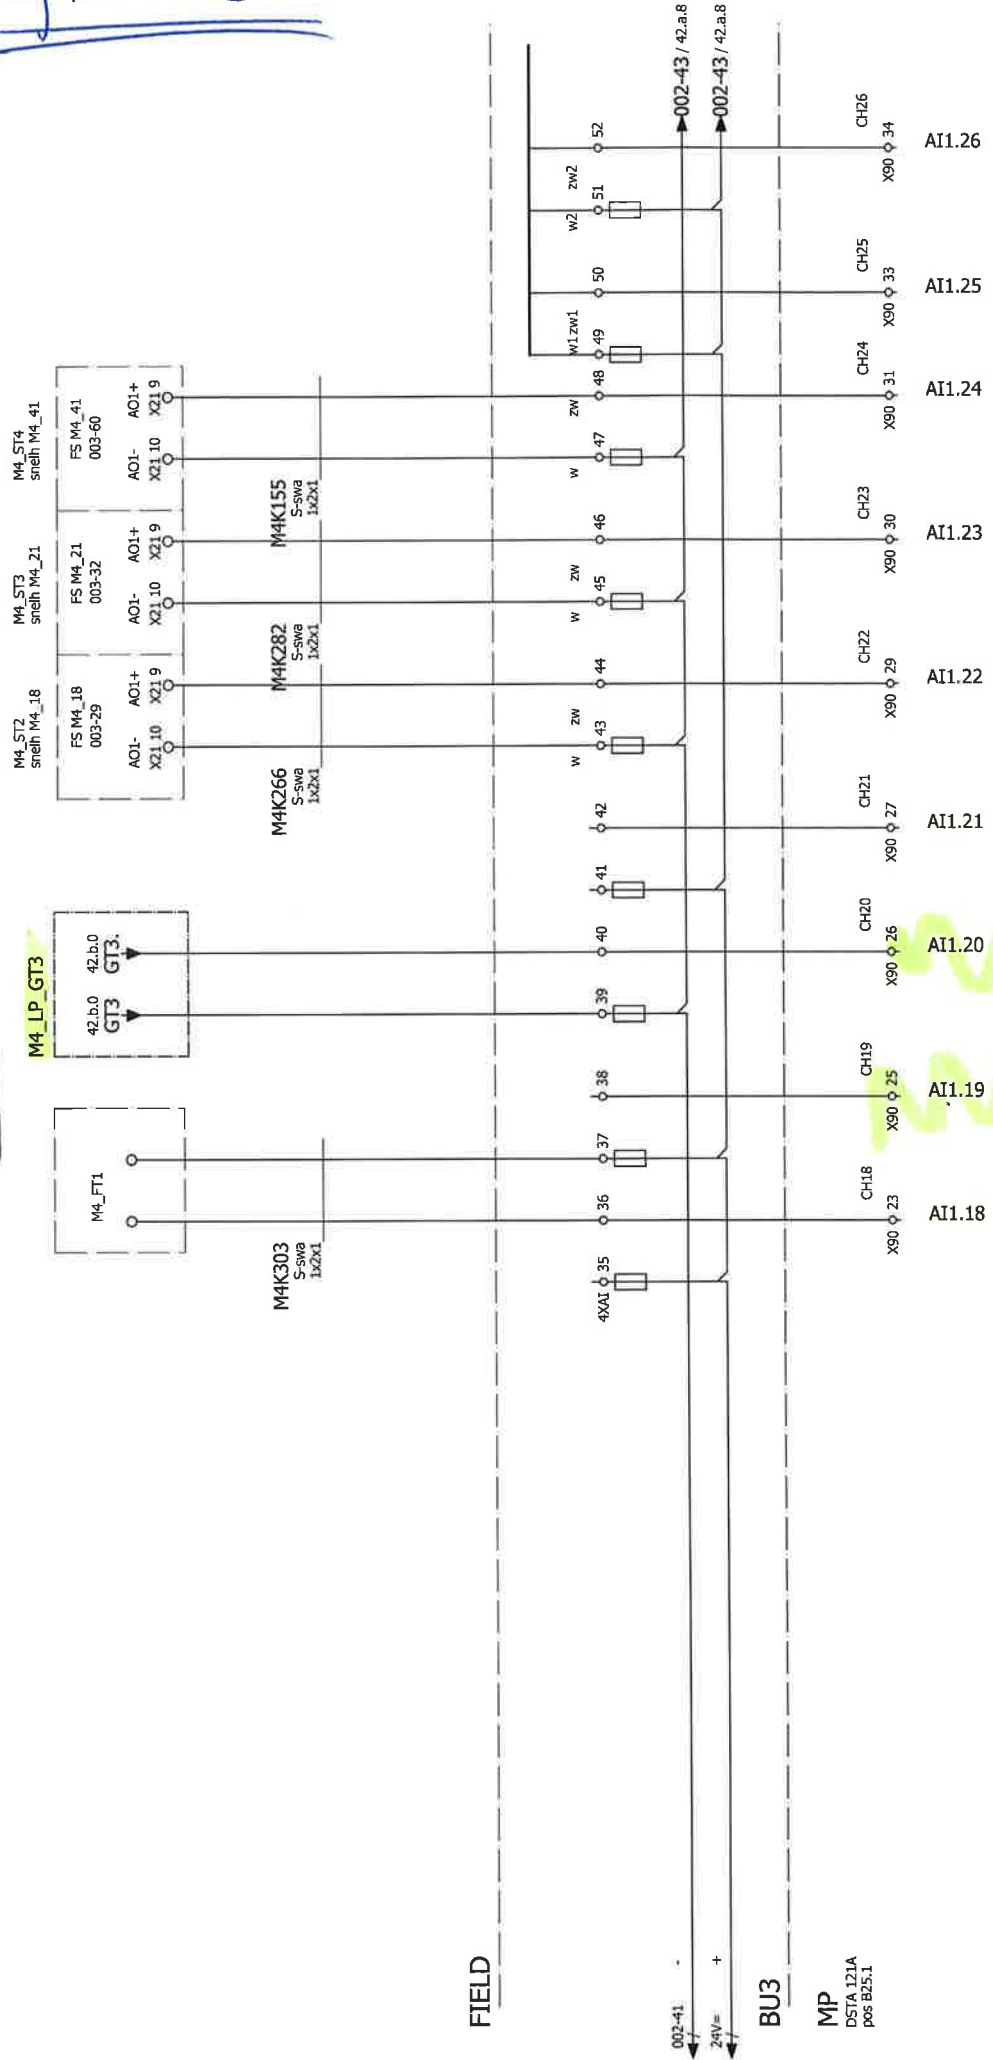 M4_ST2
snelh M4_18
M4_ST3
snelh M4_21
M4_ST4
snelh M4_41
M4_LP_GT3
M4_FT1
42.b.0
GT3
42.b.0
GT3.
FS M4_18
003-29
FS M4_21
003-32
FS M4_41
003-60
AO1- AO1+ AO1- AO1+ AO1- AO1+
X21 10 X21 9 X21 10 X21 9 X21 10 X21 9
M4K303
S-swa
1x2x1
M4K266
S-swa
1x2x1
M4K282
S-swa
1x2x1
M4K155
S-swa
1x2x1
FIELD
w zw w zw w zw w1 zw1 w2 zw2
4XAI 35 36 37 38 39 40 41 42 43 44 45 46 47 48 49 50 51 52
002-41 -
002-43 / 42.a.8
24V= +
002-43 / 42.a.8
BU3
MP
DSTA 121A
pos B25.1
CH18 CH19 CH20 CH21 CH22 CH23 CH24 CH25 CH26
X90 23 X90 25 X90 26 X90 27 X90 29 X90 30 X90 31 X90 33 X90 34
AI1.18 AI1.19 AI1.20 AI1.21 AI1.22 AI1.23 AI1.24 AI1.25 AI1.26